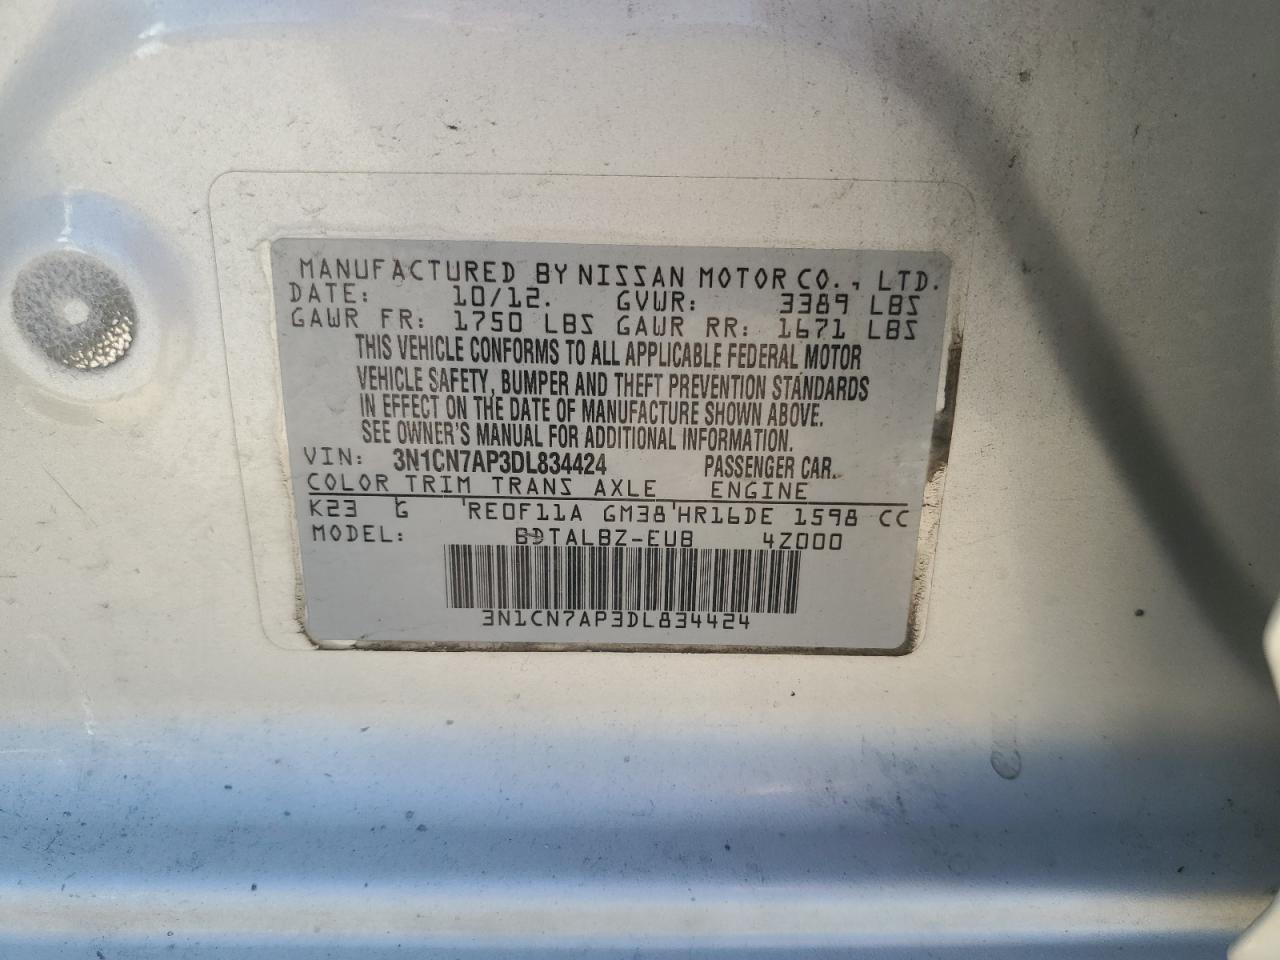 MANUFACTURED BY NISSAN MOTOR CO., LTD.
DATE: 10/12. GVWR: 3389 LBS
GAWR FR: 1750 LBS GAWR RR: 1671 LBS
THIS VEHICLE CONFORMS TO ALL APPLICABLE FEDERAL MOTOR
VEHICLE SAFETY, BUMPER AND THEFT PREVENTION STANDARDS
IN EFFECT ON THE DATE OF MANUFACTURE SHOWN ABOVE.
SEE OWNER'S MANUAL FOR ADDITIONAL INFORMATION.
VIN: 3N1CN7AP3DL834424 PASSENGER CAR.
COLOR TRIM TRANS AXLE ENGINE
K23 G 'RE0F11A GM38'HR16DE 1598 CC
MODEL: BDTALBZ-EUB 4Z000
3N1CN7AP3DL834424